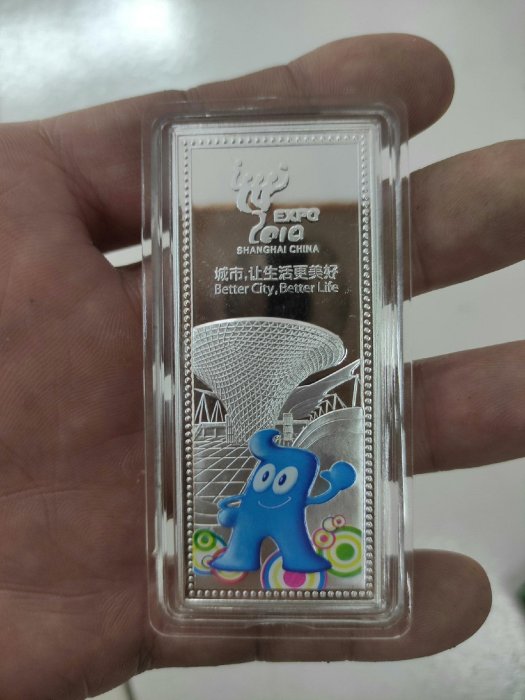 EXPO
2010
SHANGHAI CHINA
城市,让生活更美好
Better City, Better Life